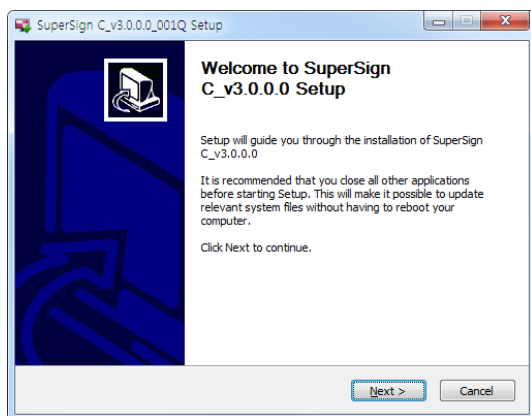 SuperSign C_v3.0.0.0_001Q Setup
Welcome to SuperSign
C_v3.0.0.0 Setup
Setup will guide you through the installation of SuperSign
C_v3.0.0.0
It is recommended that you close all other applications
before starting Setup. This will make it possible to update
relevant system files without having to reboot your
computer.
Click Next to continue.
Next >
Cancel